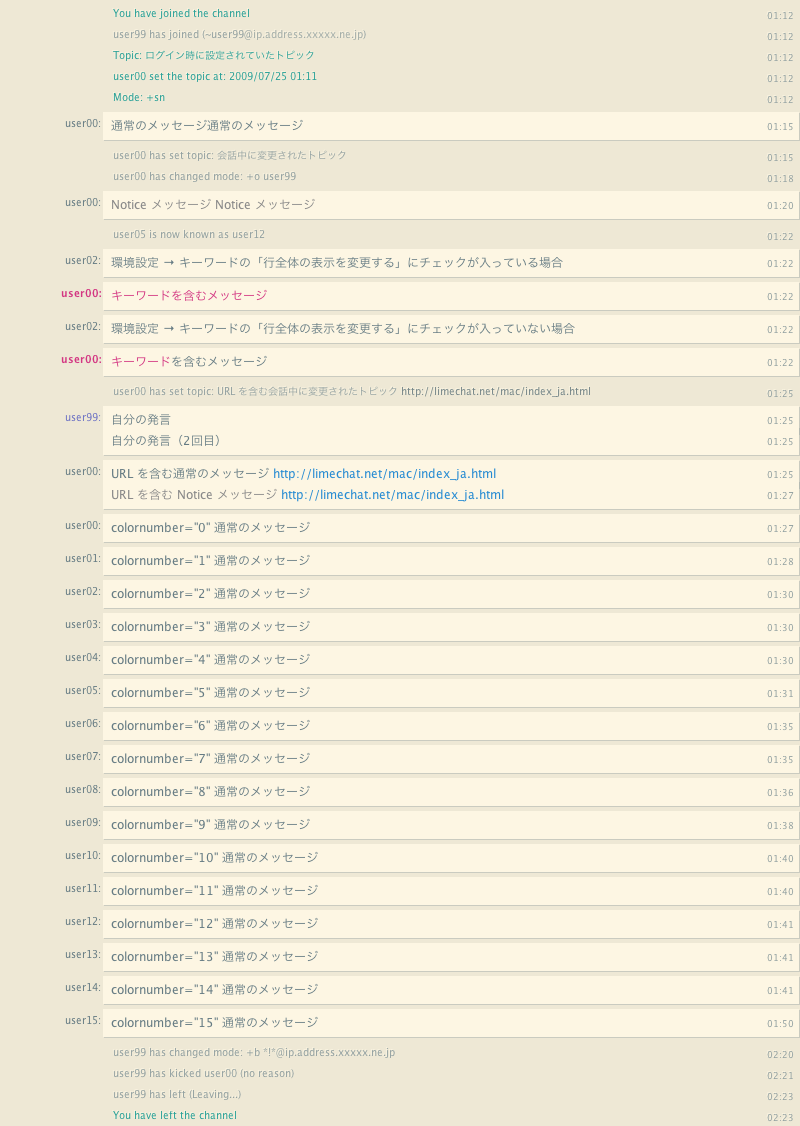 You have joined the channel 01:12
user99 has joined (~user99@ip.address.xxxxx.ne.jp) 01:12
Topic: ログイン時に設定されていたトピック 01:12
user00 set the topic at: 2009/07/25 01:11 01:12
Mode: +sn 01:12
user00: 通常のメッセージ通常のメッセージ 01:15
user00 has set topic: 会話中に変更されたトピック 01:15
user00 has changed mode: +o user99 01:18
user00: Notice メッセージ Notice メッセージ 01:20
user05 is now known as user12 01:22
user02: 環境設定 → キーワードの「行全体の表示を変更する」にチェックが入っている場合 01:22
user00: キーワードを含むメッセージ 01:22
user02: 環境設定 → キーワードの「行全体の表示を変更する」にチェックが入っていない場合 01:22
user00: キーワードを含むメッセージ 01:22
user00 has set topic: URL を含む会話中に変更されたトピック http://limechat.net/mac/index_ja.html 01:25
user99: 自分の発言 01:25
自分の発言（2回目） 01:25
user00: URL を含む通常のメッセージ http://limechat.net/mac/index_ja.html 01:25
URL を含む Notice メッセージ http://limechat.net/mac/index_ja.html 01:27
user00: colornumber="0" 通常のメッセージ 01:27
user01: colornumber="1" 通常のメッセージ 01:28
user02: colornumber="2" 通常のメッセージ 01:30
user03: colornumber="3" 通常のメッセージ 01:30
user04: colornumber="4" 通常のメッセージ 01:30
user05: colornumber="5" 通常のメッセージ 01:31
user06: colornumber="6" 通常のメッセージ 01:35
user07: colornumber="7" 通常のメッセージ 01:35
user08: colornumber="8" 通常のメッセージ 01:36
user09: colornumber="9" 通常のメッセージ 01:38
user10: colornumber="10" 通常のメッセージ 01:40
user11: colornumber="11" 通常のメッセージ 01:40
user12: colornumber="12" 通常のメッセージ 01:41
user13: colornumber="13" 通常のメッセージ 01:41
user14: colornumber="14" 通常のメッセージ 01:41
user15: colornumber="15" 通常のメッセージ 01:50
user99 has changed mode: +b *!*@ip.address.xxxxx.ne.jp 02:20
user99 has kicked user00 (no reason) 02:21
user99 has left (Leaving...) 02:23
You have left the channel 02:23